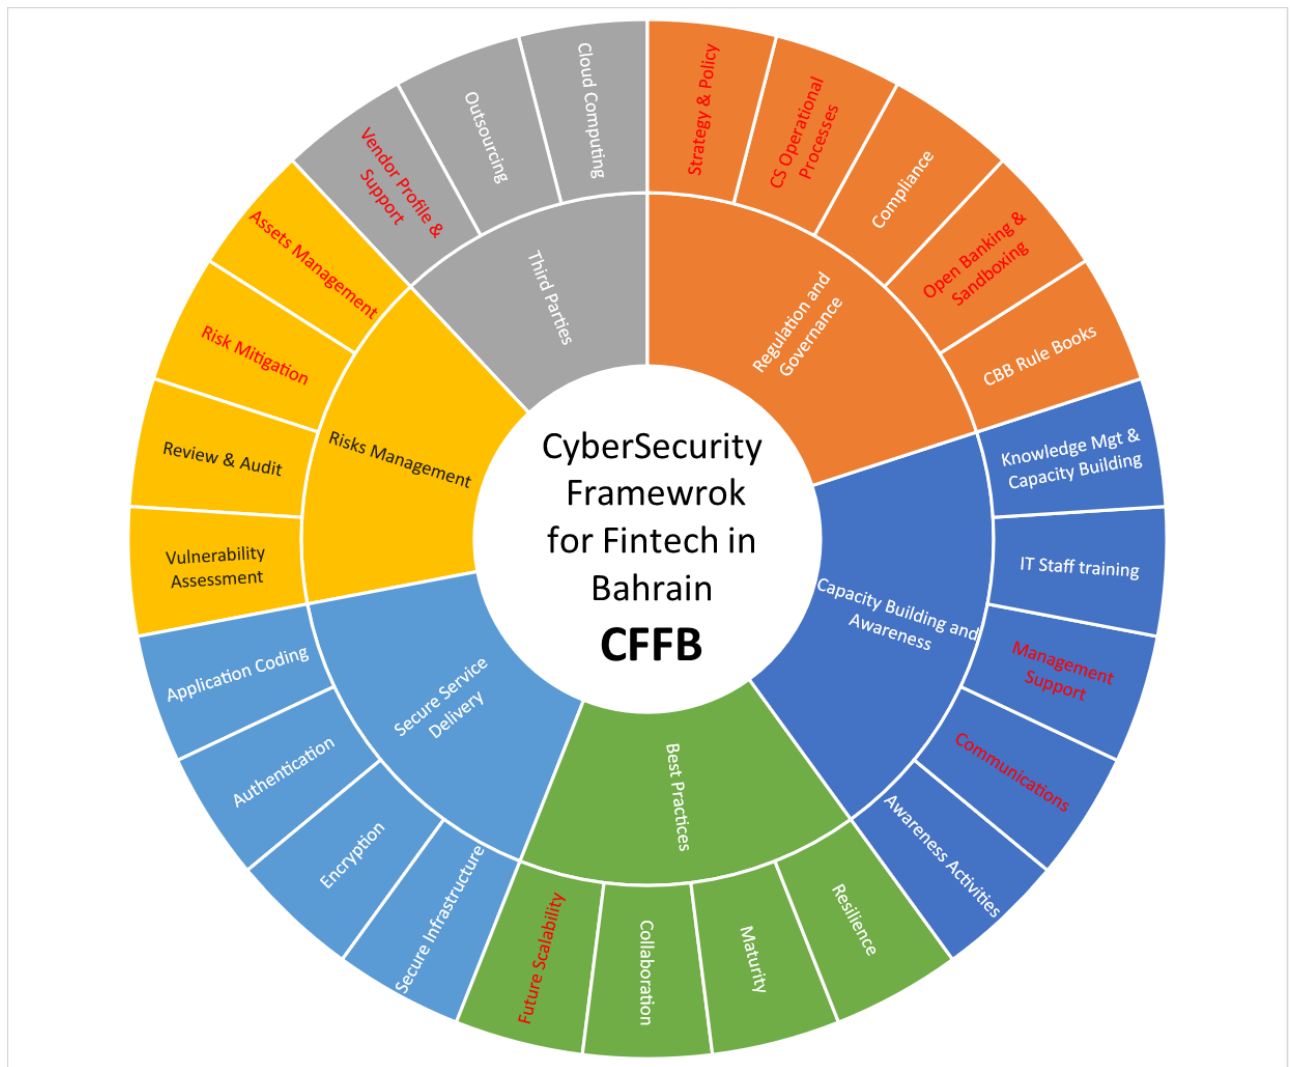 CyberSecurity
Framewrok
for Fintech in
Bahrain
CFFB
Regulation and
Governance
Strategy & Policy
CS Operational
Processes
Compliance
Open Banking &
Sandboxing
CBB Rule Books
Capacity Building and
Awareness
Knowledge Mgt &
Capacity Building
IT Staff training
Management
Support
Communications
Awareness Activities
Best Practices
Resilience
Maturity
Collaboration
Future Scalability
Secure Service
Delivery
Secure Infrastructure
Encryption
Authentication
Application Coding
Risks Management
Vulnerability
Assessment
Review & Audit
Risk Mitigation
Assets Management
Third Parties
Vendor Profile &
Support
Outsourcing
Cloud Computing